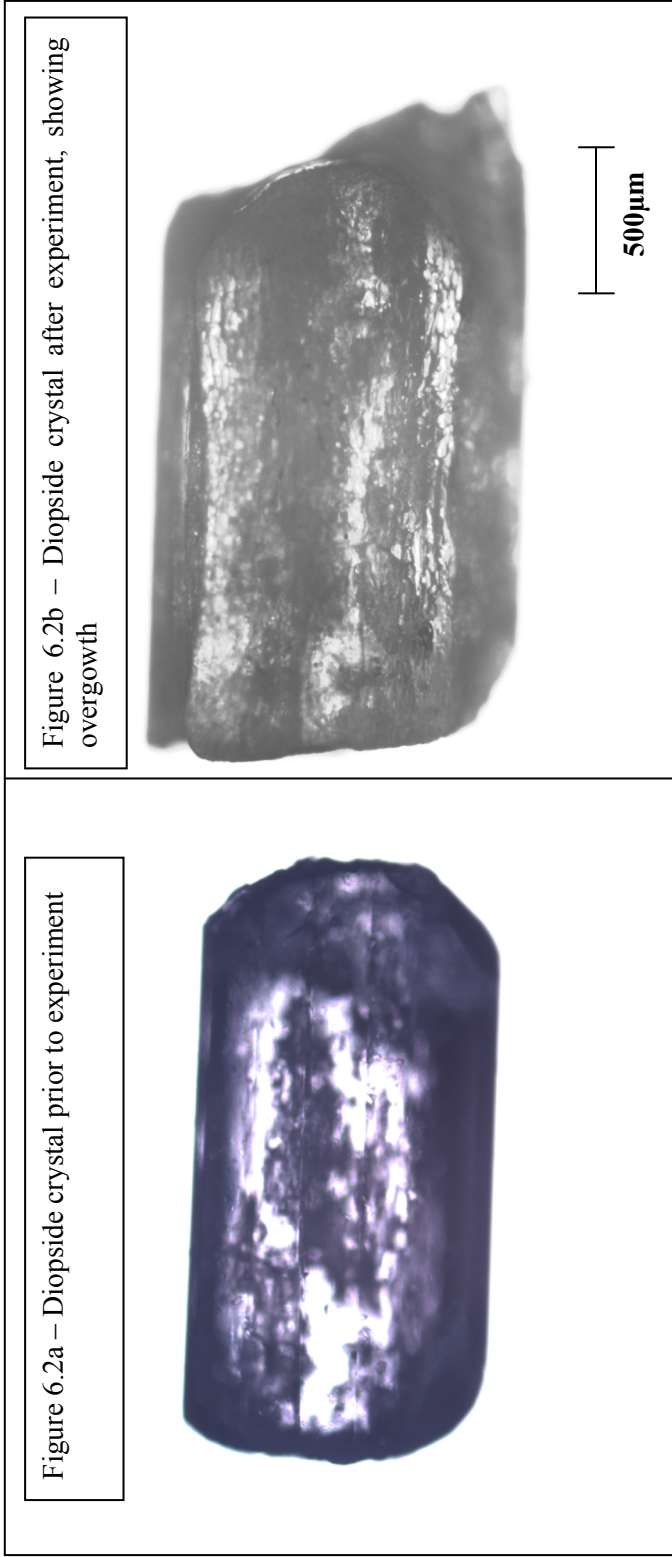 Figure 6.2a – Diopside crystal prior to experiment
Figure 6.2b – Diopside crystal after experiment, showing
overgowth
500µm